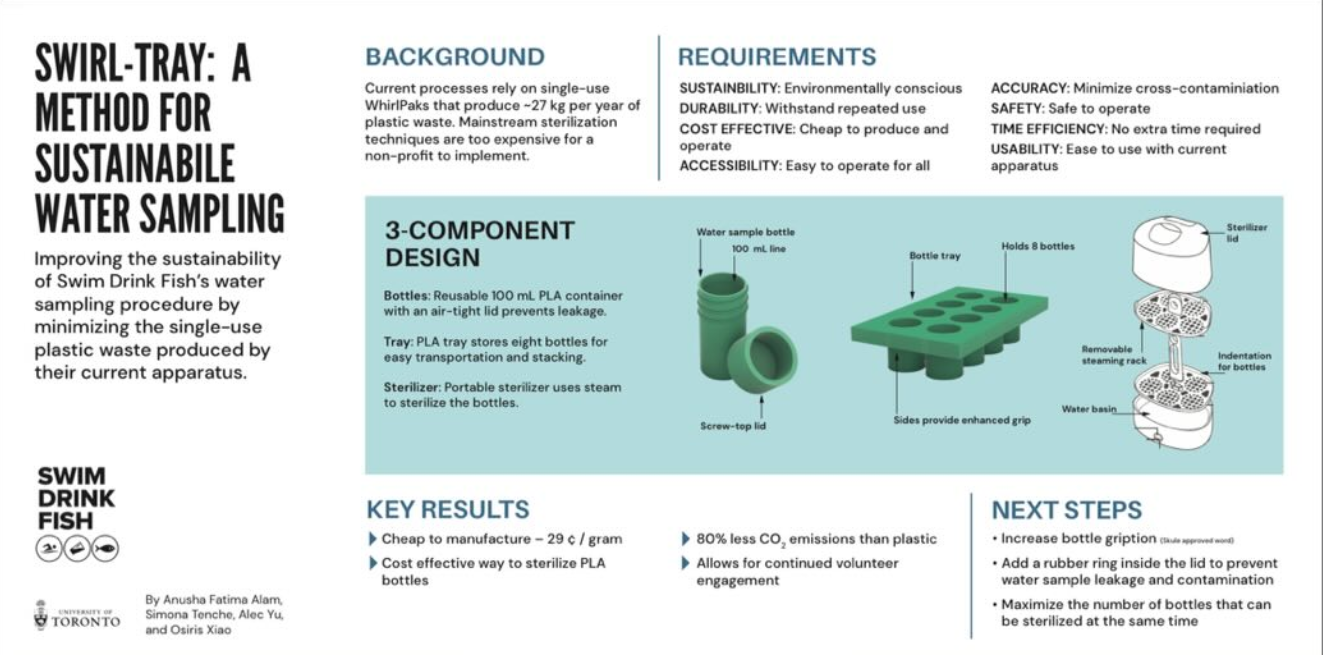 SWIRL-TRAY: A
METHOD FOR
SUSTAINABILE
WATER SAMPLING
Improving the sustainability
of Swim Drink Fish's water
sampling procedure by
minimizing the single-use
plastic waste produced by
their current apparatus.
SWIM
DRINK
FISH
UNIVERSITY OF
TORONTO
By Anusha Fatima Alam,
Simona Tenche, Alec Yu,
and Osiris Xiao
BACKGROUND
Current processes rely on single-use
WhirlPaks that produce ~27 kg per year of
plastic waste. Mainstream sterilization
techniques are too expensive for a
non-profit to implement.
REQUIREMENTS
SUSTAINBILITY: Environmentally conscious
DURABILITY: Withstand repeated use
COST EFFECTIVE: Cheap to produce and
operate
ACCESSIBILITY: Easy to operate for all
ACCURACY: Minimize cross-contaminiation
SAFETY: Safe to operate
TIME EFFICIENCY: No extra time required
USABILITY: Ease to use with current
apparatus
3-COMPONENT
DESIGN
Bottles: Reusable 100 mL PLA container
with an air-tight lid prevents leakage.
Tray: PLA tray stores eight bottles for
easy transportation and stacking.
Sterilizer: Portable sterilizer uses steam
to sterilize the bottles.
Water sample bottle
100 mL line
Screw-top lid
Bottle tray
Holds 8 bottles
Sides provide enhanced grip
Sterilizer
lid
Removable
steaming rack
Indentation
for bottles
Water basin
KEY RESULTS
Cheap to manufacture – 29 ¢ / gram
Cost effective way to sterilize PLA
bottles
80% less CO₂ emissions than plastic
Allows for continued volunteer
engagement
NEXT STEPS
• Increase bottle gription (Skule approved word)
• Add a rubber ring inside the lid to prevent
water sample leakage and contamination
• Maximize the number of bottles that can
be sterilized at the same time